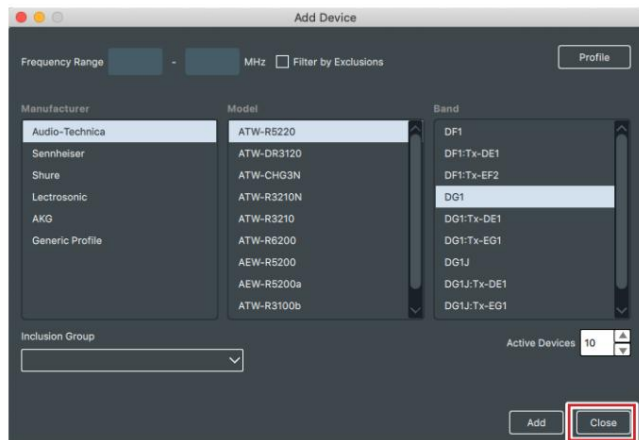 Add Device
Frequency Range - MHz Filter by Exclusions Profile
Manufacturer
Audio-Technica
Sennheiser
Shure
Lectrosonic
AKG
Generic Profile
Model
ATW-R5220
ATW-DR3120
ATW-CHG3N
ATW-R3210N
ATW-R3210
ATW-R6200
AEW-R5200
AEW-R5200a
ATW-R3100b
Band
DF1
DF1:Tx-DE1
DF1:Tx-EF2
DG1
DG1:Tx-DE1
DG1:Tx-EG1
DG1J
DG1J:Tx-DE1
DG1J:Tx-EG1
Inclusion Group
Active Devices 10
Add Close